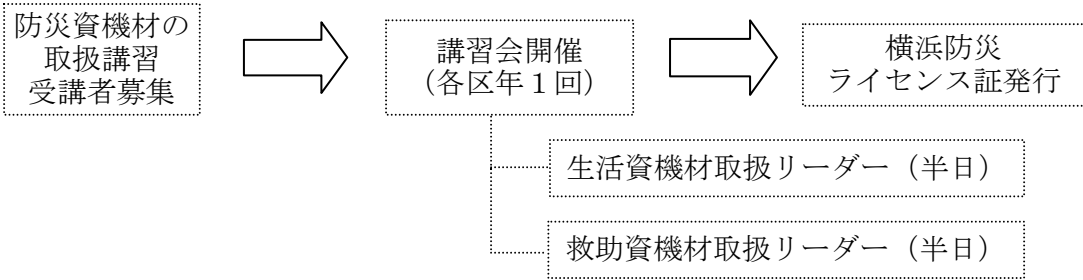 防災資機材の
取扱講習
受講者募集
講習会開催
（各区年１回）
横浜防災
ライセンス証発行
生活資機材取扱リーダー（半日）
救助資機材取扱リーダー（半日）